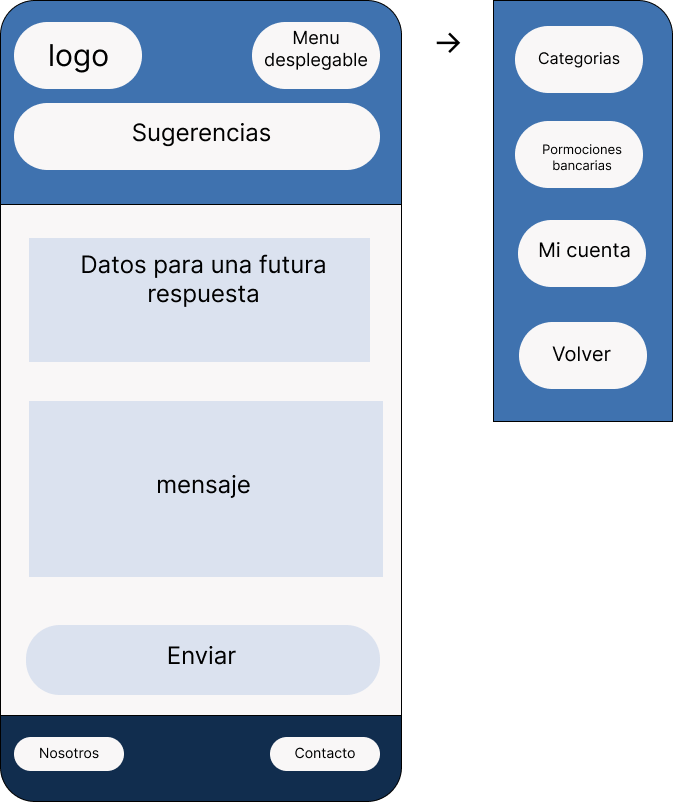 logo
Menu
desplegable
Sugerencias
Datos para una futura
respuesta
mensaje
Enviar
Nosotros
Contacto
→
Categorias
Pormociones
bancarias
Mi cuenta
Volver